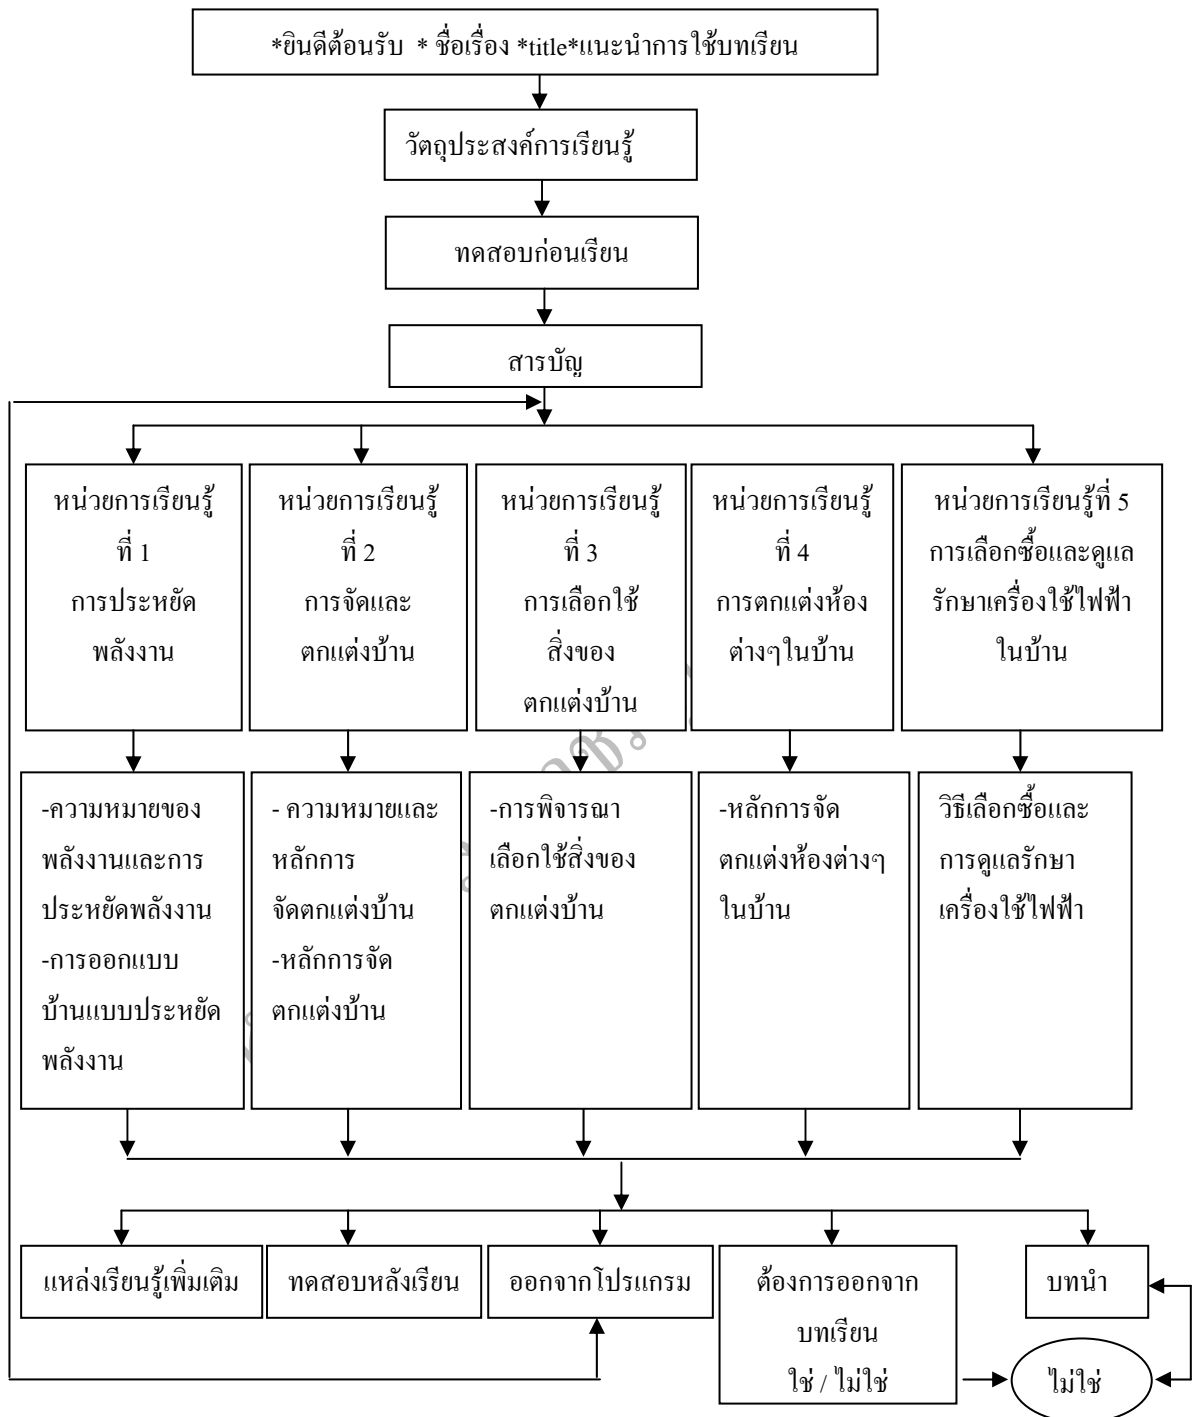 *ยินดีต้อนรับ * ชื่อเรื่อง *title*แนะนำการใช้บทเรียน
วัตถุประสงค์การเรียนรู้
ทดสอบก่อนเรียน
สารบัญ
หน่วยการเรียนรู้
ที่ 1
การประหยัด
พลังงาน
หน่วยการเรียนรู้
ที่ 2
การจัดและ
ตกแต่งบ้าน
หน่วยการเรียนรู้
ที่ 3
การเลือกใช้
สิ่งของ
ตกแต่งบ้าน
หน่วยการเรียนรู้
ที่ 4
การตกแต่งห้อง
ต่างๆในบ้าน
หน่วยการเรียนรู้ที่ 5
การเลือกซื้อและดูแล
รักษาเครื่องใช้ไฟฟ้า
ในบ้าน
-ความหมายของ
พลังงานและการ
ประหยัดพลังงาน
-การออกแบบ
บ้านแบบประหยัด
พลังงาน
- ความหมายและ
หลักการ
จัดตกแต่งบ้าน
-หลักการจัด
ตกแต่งบ้าน
-การพิจารณา
เลือกใช้สิ่งของ
ตกแต่งบ้าน
-หลักการจัด
ตกแต่งห้องต่างๆ
ในบ้าน
วิธีเลือกซื้อและ
การดูแลรักษา
เครื่องใช้ไฟฟ้า
แหล่งเรียนรู้เพิ่มเติม
ทดสอบหลังเรียน
ออกจากโปรแกรม
ต้องการออกจาก
บทเรียน
ใช่ / ไม่ใช่
บทนำ
ไม่ใช่